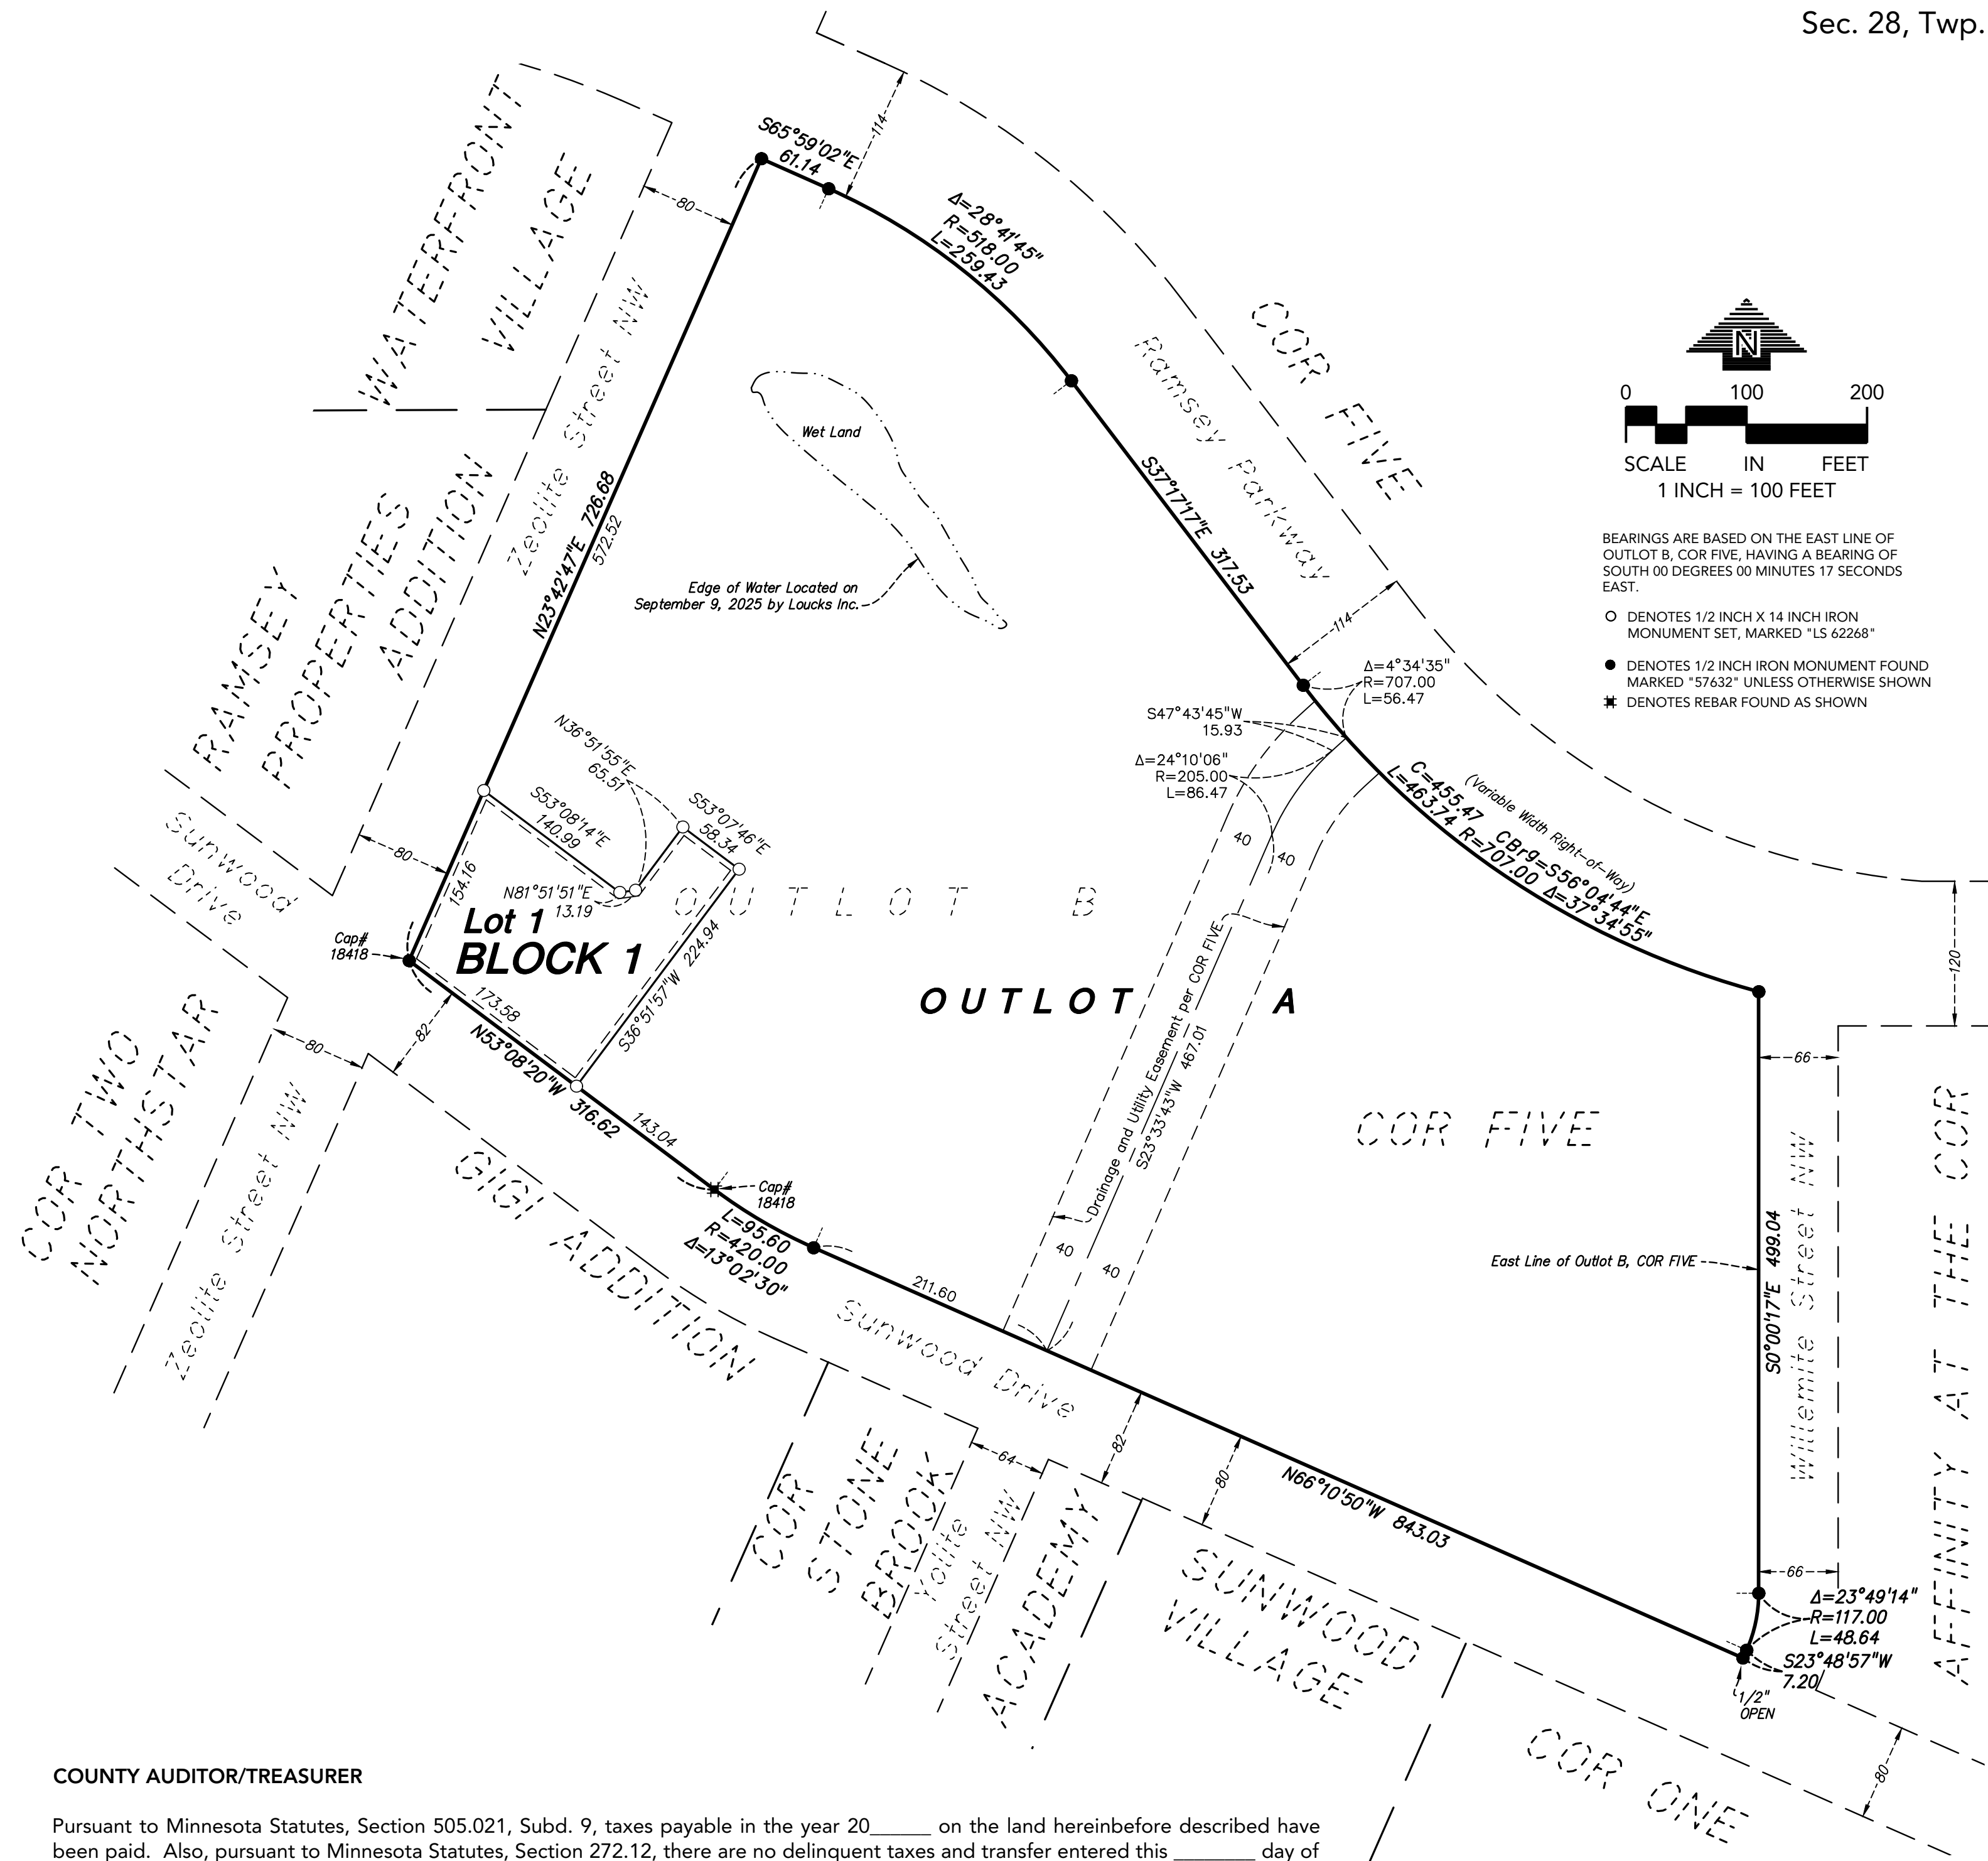 Sec. 28, Twp.
S65°59'02"E
61.14
114
80
Δ=28°41'45"
R=518.00
L=259.43
WATERFRONT
VILLAGE
Zeolite Street NW
COR FIVE
Ramsey Parkway
N
0 100 200
SCALE IN FEET
1 INCH = 100 FEET
Wet Land
S37°17'17"E 317.53
N23°42'47"E 726.68
572.52
Edge of Water Located on
September 9, 2025 by Loucks Inc.
BEARINGS ARE BASED ON THE EAST LINE OF
OUTLOT B, COR FIVE, HAVING A BEARING OF
SOUTH 00 DEGREES 00 MINUTES 17 SECONDS
EAST.
DENOTES 1/2 INCH X 14 INCH IRON
MONUMENT SET, MARKED "LS 62268"
DENOTES 1/2 INCH IRON MONUMENT FOUND
MARKED "57632" UNLESS OTHERWISE SHOWN
DENOTES REBAR FOUND AS SHOWN
RAMSEY
PROPERTIES
ADDITION
114
Δ=4°34'35"
R=707.00
L=56.47
S47°43'45"W
15.93
Δ=24°10'06"
R=205.00
L=86.47
(Variable Width Right-of-Way)
C=455.47 CBrg=S56°04'44"E
L=463.74 R=707.00 Δ=37°34'55"
N36°51'55"E
65.51
S53°08'14"E
140.99
S53°07'46"E
58.34
Sunwood
Drive
80
40
40
N81°51'51"E
13.19
OUTLOT B
154.16
Lot 1
BLOCK 1
Cap#
18418
224.94
S36°51'57"W
173.58
82
OUTLOT A
Drainage and Utility Easement per COR FIVE
S23°33'43"W 467.01
120
66
COR TWO
NORTHSTAR
80
Zeolite Street NW
N53°08'20"W 316.62
143.04
COR FIVE
Cap#
18418
GIGI ADDITION
L=95.60
R=420.00
Δ=13°02'30"
40
40
211.60
East Line of Outlot B, COR FIVE
S0°00'17"E 499.04
Willemite Street NW
AFFINITY AT THE COR
Sunwood Drive
COR
STONE
BROOK
64
82
80
N66°10'50"W 843.03
Yolite
Street NW
ACADEMY
SUNWOOD
VILLAGE
66
Δ=23°49'14"
R=117.00
L=48.64
S23°48'57"W
7.20
1/2"
OPEN
COR ONE
80
COUNTY AUDITOR/TREASURER
Pursuant to Minnesota Statutes, Section 505.021, Subd. 9, taxes payable in the year 20______ on the land hereinbefore described have
been paid. Also, pursuant to Minnesota Statutes, Section 272.12, there are no delinquent taxes and transfer entered this ________ day of